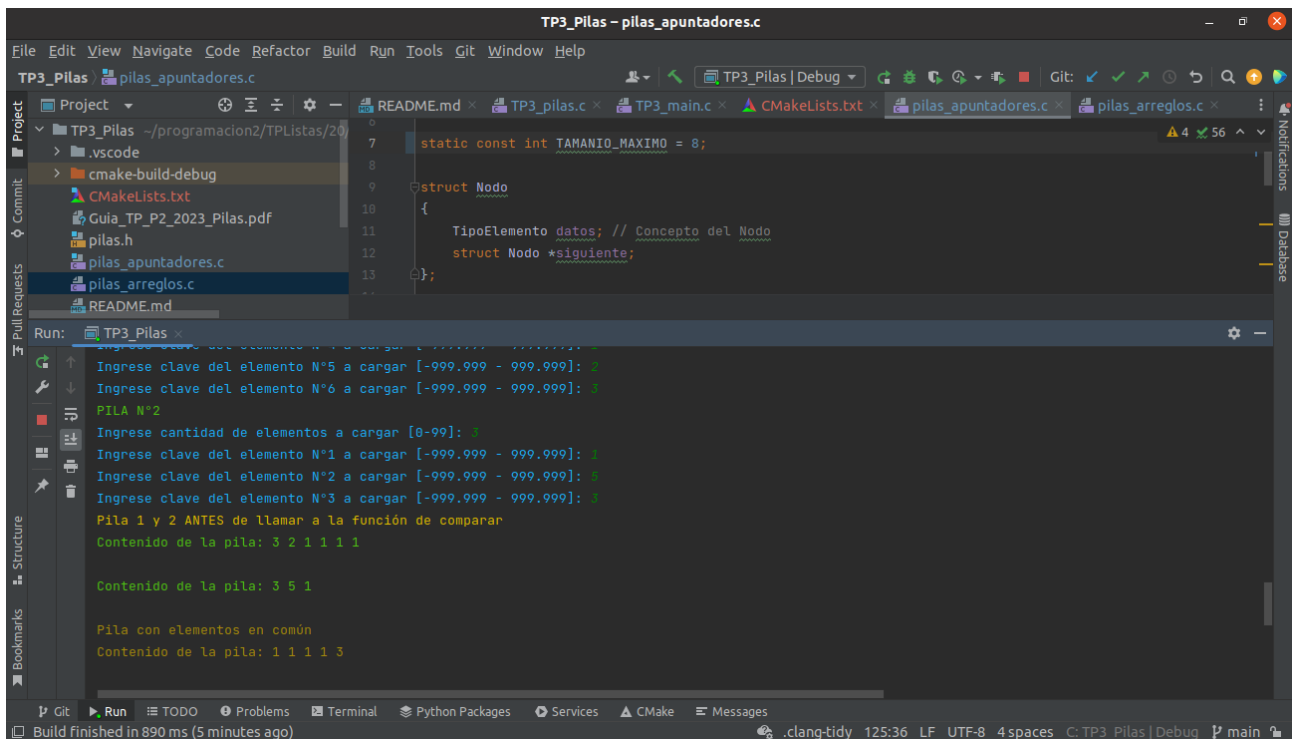 TP3_Pilas – pilas_apuntadores.c
File Edit View Navigate Code Refactor Build Run Tools Git Window Help
TP3_Pilas pilas_apuntadores.c TP3_Pilas | Debug Git:
Project README.md TP3_pilas.c TP3_main.c CMakeLists.txt pilas_apuntadores.c pilas_arreglos.c
TP3_Pilas ~/programacion2/TPListas/20
.vscode
cmake-build-debug
CMakeLists.txt
Guia_TP_P2_2023_Pilas.pdf
pilas.h
pilas_apuntadores.c
pilas_arreglos.c
README.md
4 56
7 static const int TAMANIO_MAXIMO = 8;
8
9 struct Nodo
10 {
11 TipoElemento datos; // Concepto del Nodo
12 struct Nodo *siguiente;
13 };
Project
Commit
Pull Requests
Structure
Bookmarks
Notifications
Database
Run: TP3_Pilas
Ingrese clave del elemento N°5 a cargar [-999.999 - 999.999]: 2
Ingrese clave del elemento N°6 a cargar [-999.999 - 999.999]: 3
PILA N°2
Ingrese cantidad de elementos a cargar [0-99]: 3
Ingrese clave del elemento N°1 a cargar [-999.999 - 999.999]: 1
Ingrese clave del elemento N°2 a cargar [-999.999 - 999.999]: 5
Ingrese clave del elemento N°3 a cargar [-999.999 - 999.999]: 3
Pila 1 y 2 ANTES de llamar a la función de comparar
Contenido de la pila: 3 2 1 1 1 1
Contenido de la pila: 3 5 1
Pila con elementos en común
Contenido de la pila: 1 1 1 1 3
Git Run TODO Problems Terminal Python Packages Services CMake Messages
Build finished in 890 ms (5 minutes ago) .clang-tidy 125:36 LF UTF-8 4 spaces C: TP3_Pilas | Debug main